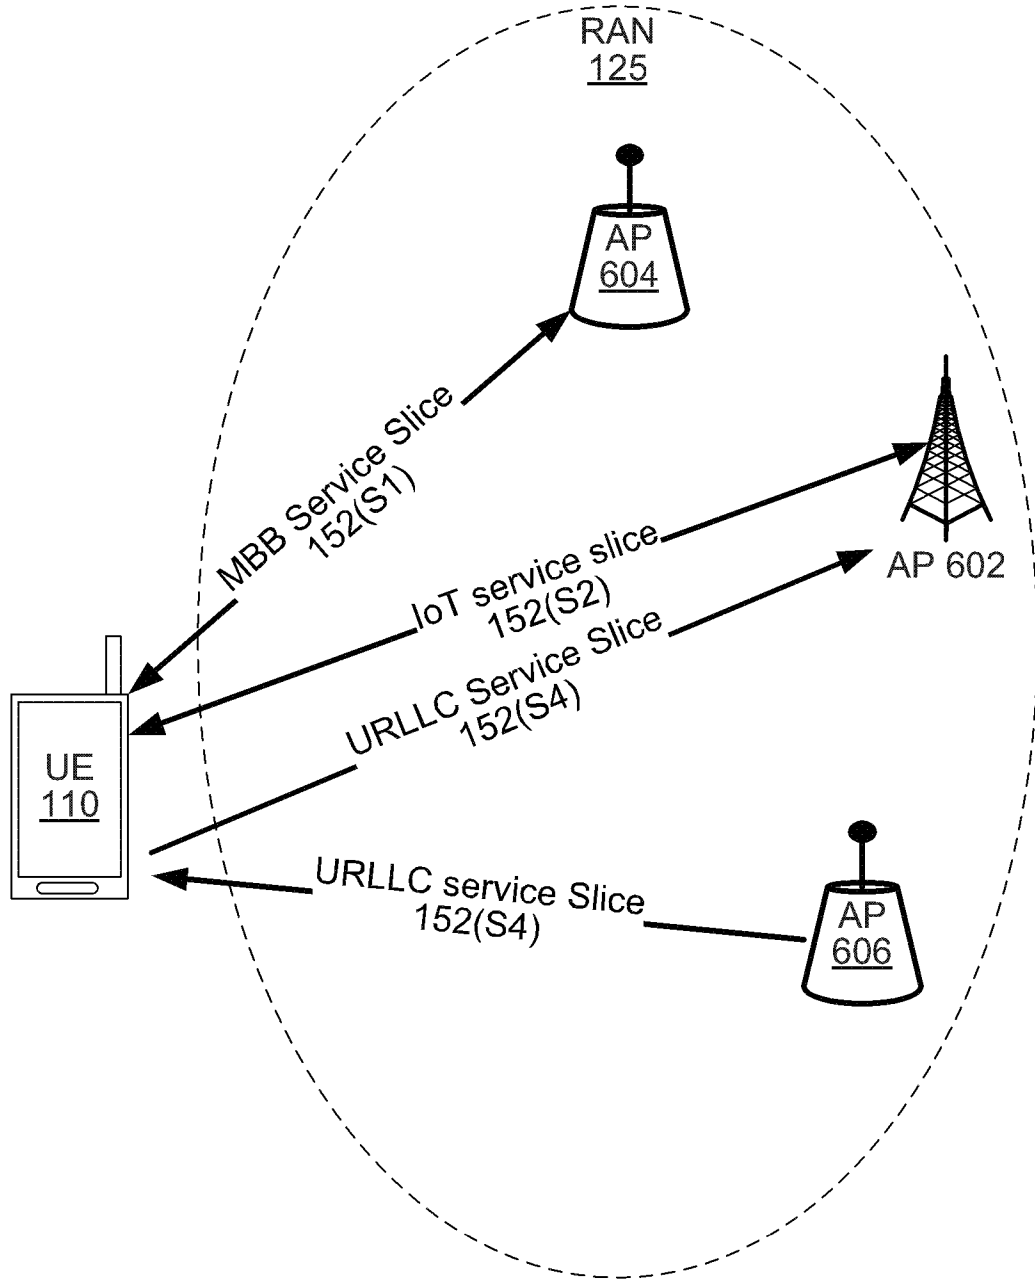 RAN
125
AP
604
MBB Service Slice
152(S1)
AP 602
IoT service slice
152(S2)
URLLC Service Slice
152(S4)
UE
110
URLLC service Slice
152(S4)
AP
606